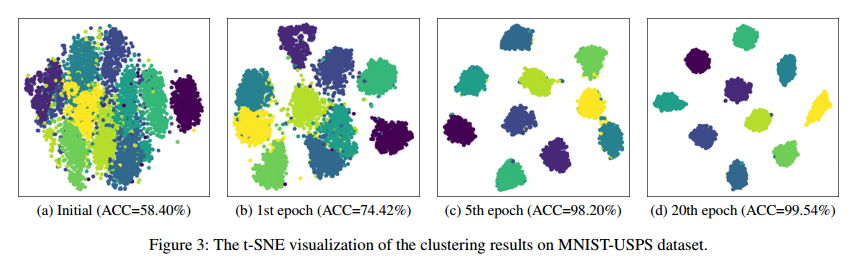 (a) Initial (ACC=58.40%)
(b) 1st epoch (ACC=74.42%)
(c) 5th epoch (ACC=98.20%)
(d) 20th epoch (ACC=99.54%)
Figure 3: The t-SNE visualization of the clustering results on MNIST-USPS dataset.